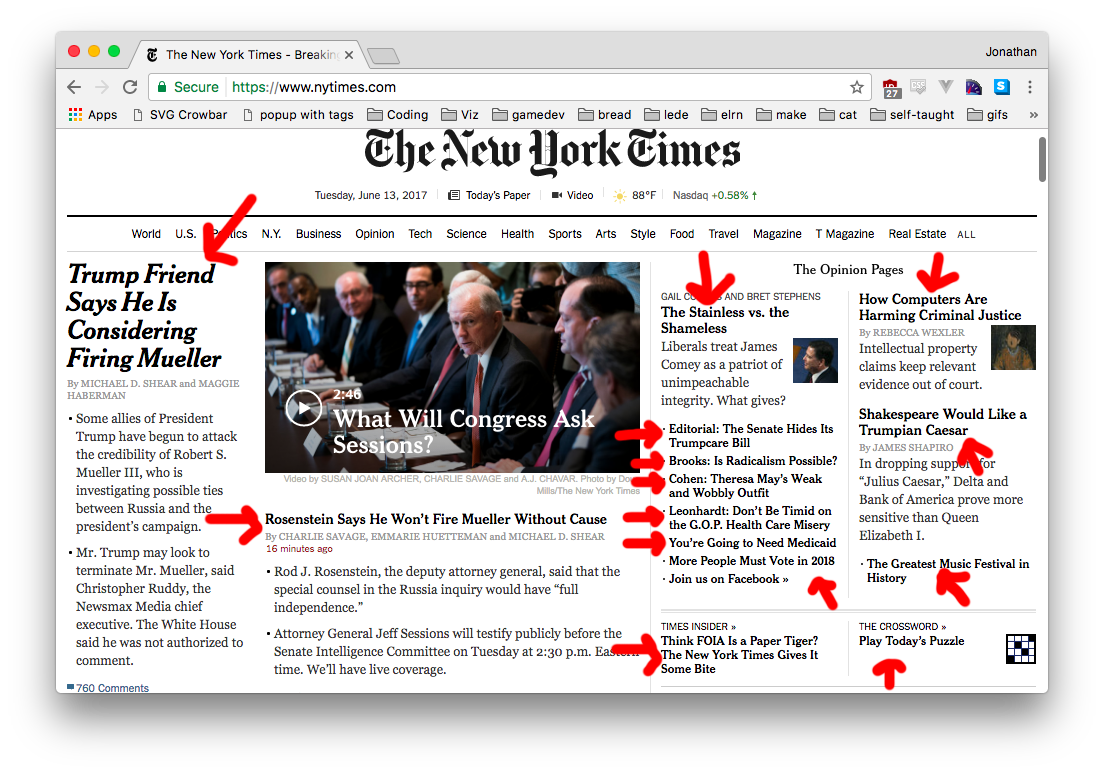 The New York Times - Breakin
Jonathan
Secure https://www.nytimes.com
27
CSS
S
Apps SVG Crowbar popup with tags Coding Viz gamedev bread lede elrn make cat self-taught gifs »
The New York Times
Tuesday, June 13, 2017 Today's Paper Video 88°F Nasdaq +0.58% ↑
World U.S. N.Y. Business Opinion Tech Science Health Sports Arts Style Food Travel Magazine T Magazine Real Estate ALL
Trump Friend
Says He Is
Considering
Firing Mueller
By MICHAEL D. SHEAR and MAGGIE
HABERMAN
• Some allies of President
Trump have begun to attack
the credibility of Robert S.
Mueller III, who is
investigating possible ties
between Russia and the
president's campaign.
• Mr. Trump may look to
terminate Mr. Mueller, said
Christopher Ruddy, the
Newsmax Media chief
executive. The White House
said he was not authorized to
comment.
760 Comments
2:46
What Will Congress Ask
Sessions?
Video by SUSAN JOAN ARCHER, CHARLIE SAVAGE and A.J. CHAVAR. Photo by
Mills/The New York Times
Rosenstein Says He Won't Fire Mueller Without Cause
By CHARLIE SAVAGE, EMMARIE HUETTEMAN and MICHAEL D. SHEAR
16 minutes ago
• Rod J. Rosenstein, the deputy attorney general, said that the
special counsel in the Russia inquiry would have "full
independence."
• Attorney General Jeff Sessions will testify publicly before the
Senate Intelligence Committee on Tuesday at 2:30 p.m. Eastern
time. We'll have live coverage.
The Opinion Pages
GAIL AND BRET STEPHENS
The Stainless vs. the
Shameless
Liberals treat James
Comey as a patriot of
unimpeachable
integrity. What gives?
· Editorial: The Senate Hides Its
Trumpcare Bill
· Brooks: Is Radicalism Possible?
· Cohen: Theresa May's Weak
and Wobbly Outfit
· Leonhardt: Don't Be Timid on
the G.O.P. Health Care Misery
· You're Going to Need Medicaid
· More People Must Vote in 2018
· Join us on Facebook »
How Computers Are
Harming Criminal Justice
By REBECCA WEXLER
Intellectual property
claims keep relevant
evidence out of court.
Shakespeare Would Like a
Trumpian Caesar
By JAMES SHAPIRO
In dropping support for
"Julius Caesar," Delta and
Bank of America prove more
sensitive than Queen
Elizabeth I.
· The Greatest Music Festival in
History
TIMES INSIDER »
Think FOIA Is a Paper Tiger?
The New York Times Gives It
Some Bite
THE CROSSWORD »
Play Today's Puzzle